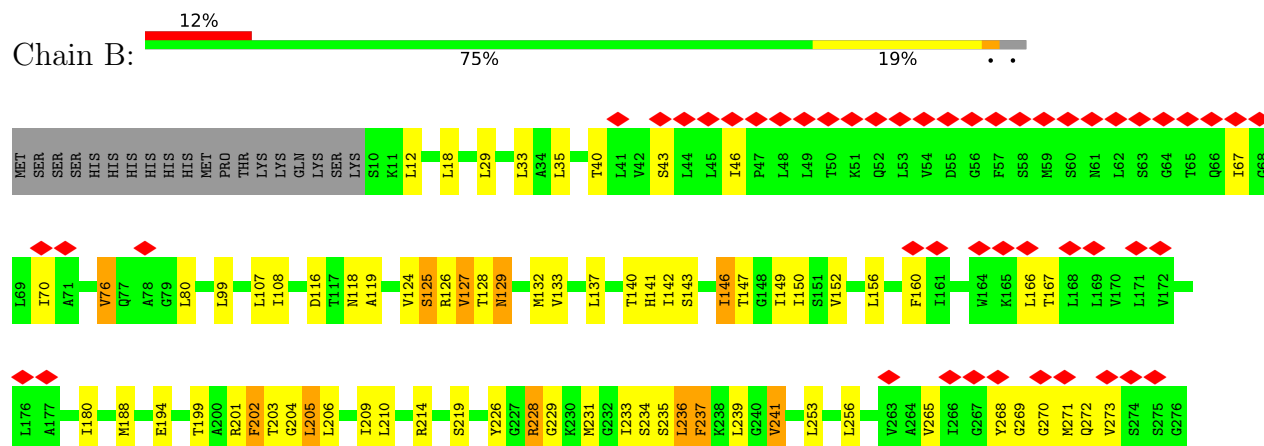 12%
Chain B:
75% 19% • •
MET SER SER SER HIS HIS HIS HIS HIS HIS MET PRO THR LYS LYS GLN LYS SER LYS S10 K11 L12 L18 L29 L33 A34 L35 T40 L41 V42 S43 L44 L45 I46 P47 L48 L49 T50 K51 Q52 L53 V54 D55 G56 F57 S58 M59 S60 N61 L62 S63 G64 T65 Q66 I67 G68
L69 I70 A71 V76 Q77 A78 G79 L80 L99 L107 I108 D116 T117 N118 A119 V124 S125 R126 V127 T128 N129 M132 V133 L137 T140 H141 I142 S143 I146 T147 G148 I149 I150 S151 V152 L156 F160 I161 W164 K165 L166 T167 L168 L169 V170 L171 V172
L176 A177 I180 M188 E194 T199 A200 R201 F202 T203 G204 L205 L206 I209 L210 R214 S219 Y226 G227 R228 G229 K230 M231 G232 I233 S234 S235 L236 F237 K238 L239 G240 V241 L253 L256 V263 A264 V265 I266 G267 Y268 G269 G270 M271 Q272 V273 S274 S275 G276